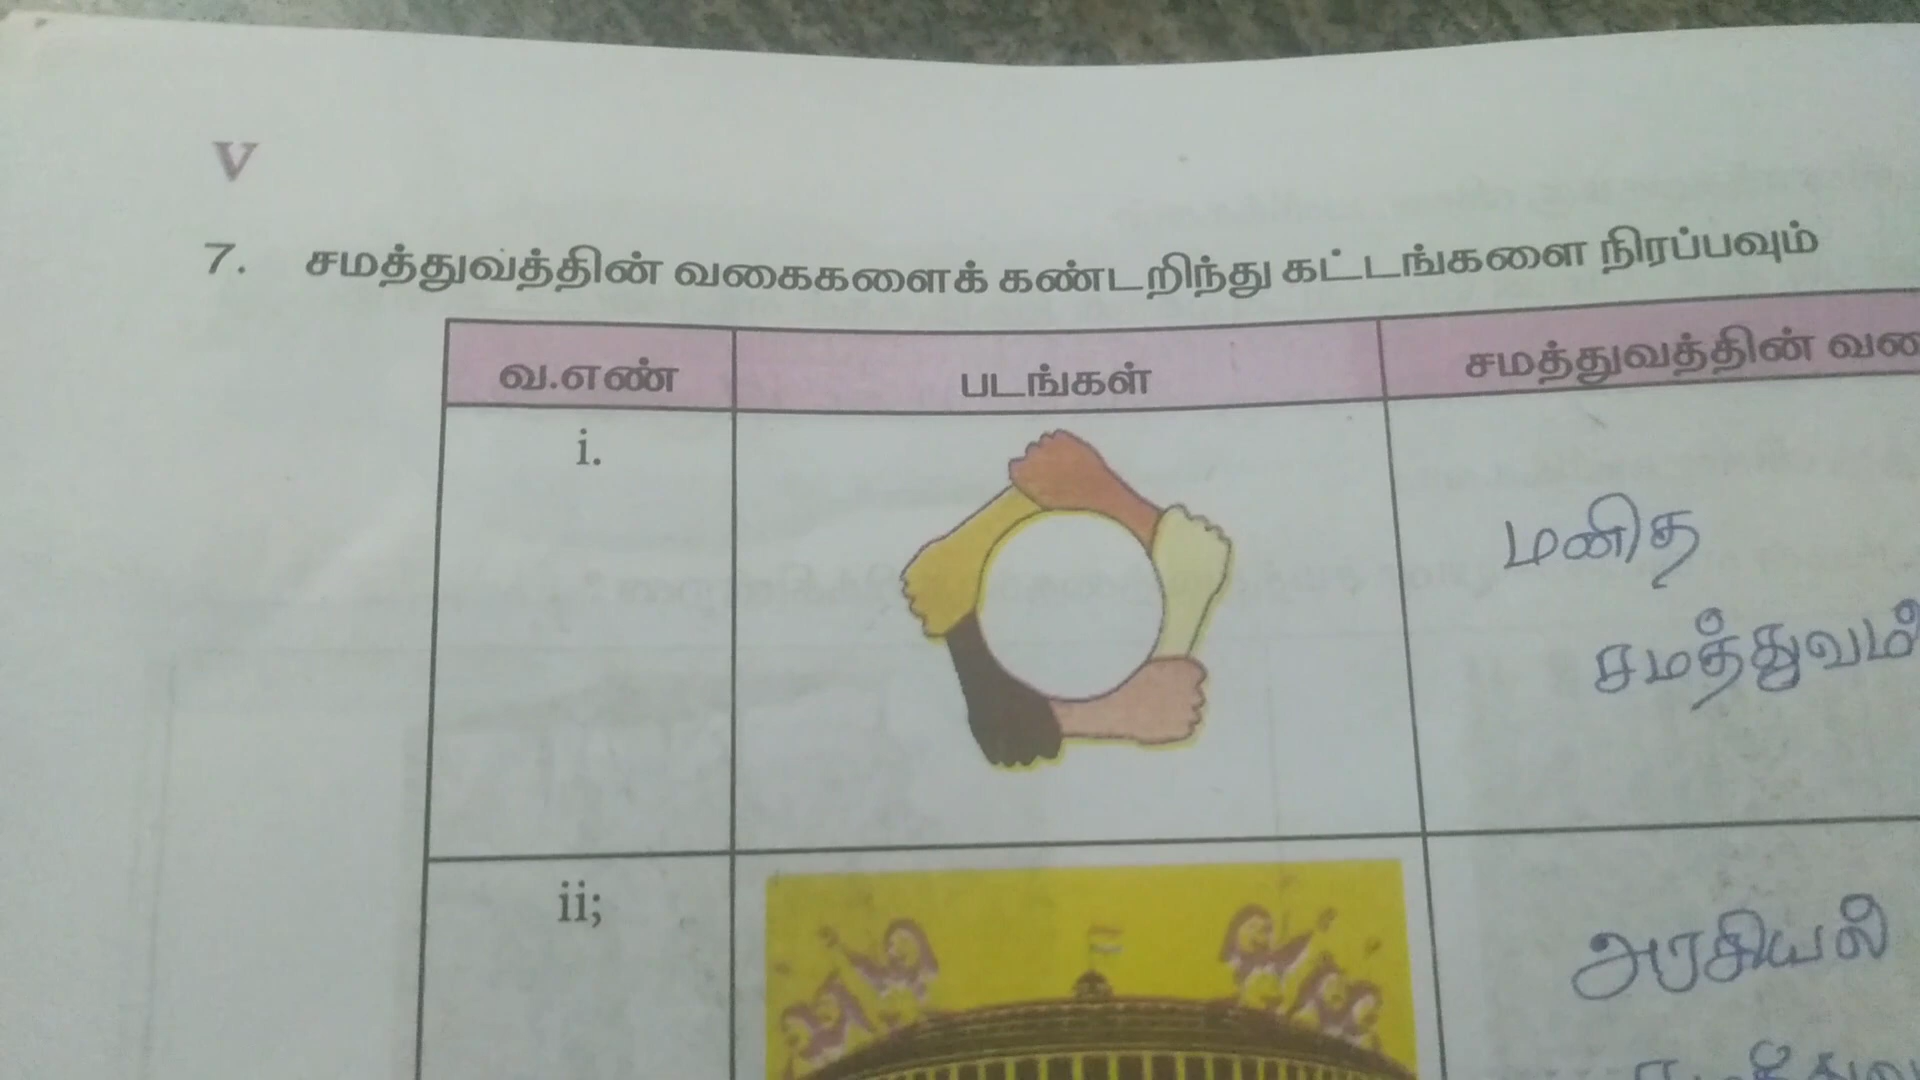 V
7. சமத்துவத்தின் வகைகளைக் கண்டறிந்து கட்டங்களை நிரப்பவும்
வ.எண் படங்கள் சமத்துவத்தின்
i.
மனித
சமத்துவம்
ii;
அரசியல்